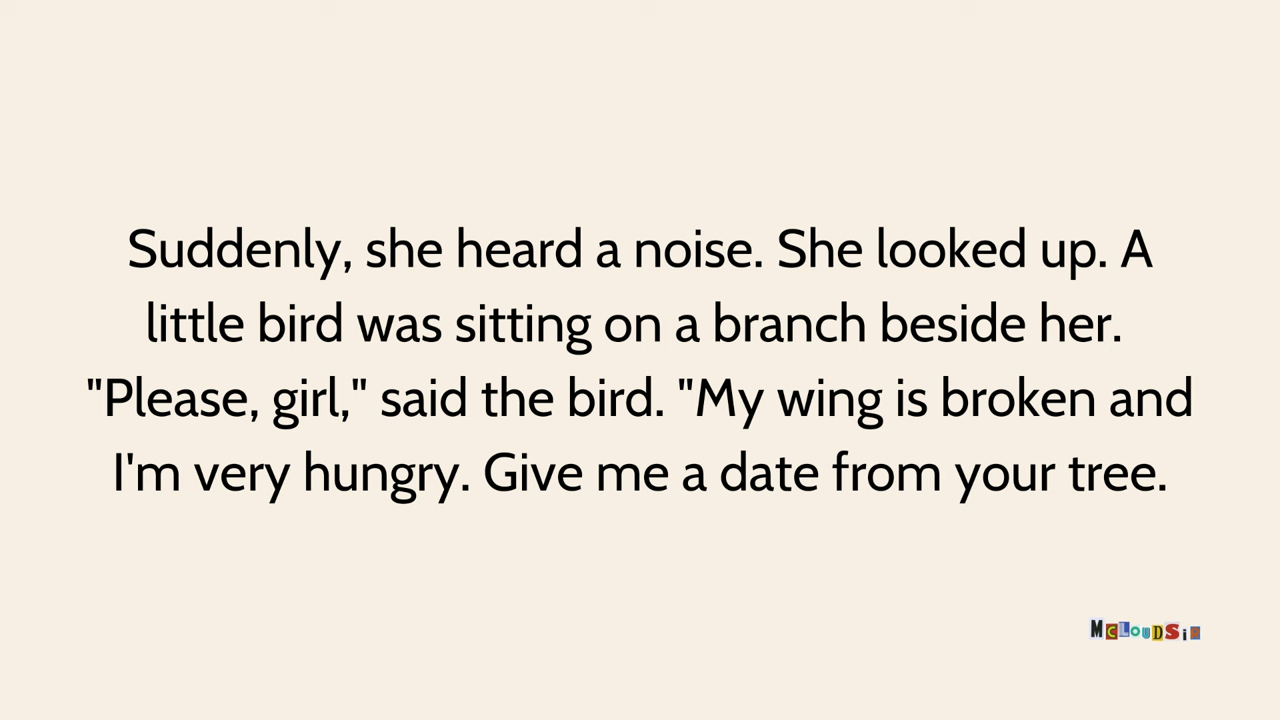 Suddenly, she heard a noise. She looked up. A
little bird was sitting on a branch beside her.
"Please, girl," said the bird. "My wing is broken and
I'm very hungry. Give me a date from your tree.